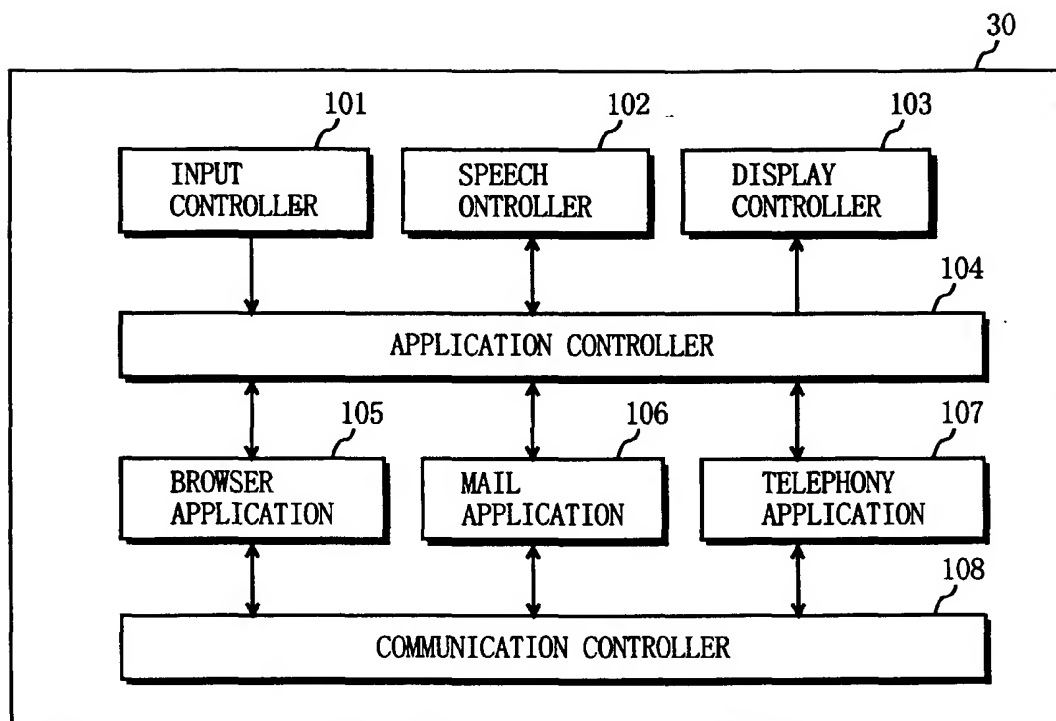 30
101
102
103
INPUT
CONTROLLER
SPEECH
ONTROLLER
DISPLAY
CONTROLLER
104
APPLICATION CONTROLLER
105
106
107
BROWSER
APPLICATION
MAIL
APPLICATION
TELEPHONY
APPLICATION
108
COMMUNICATION CONTROLLER